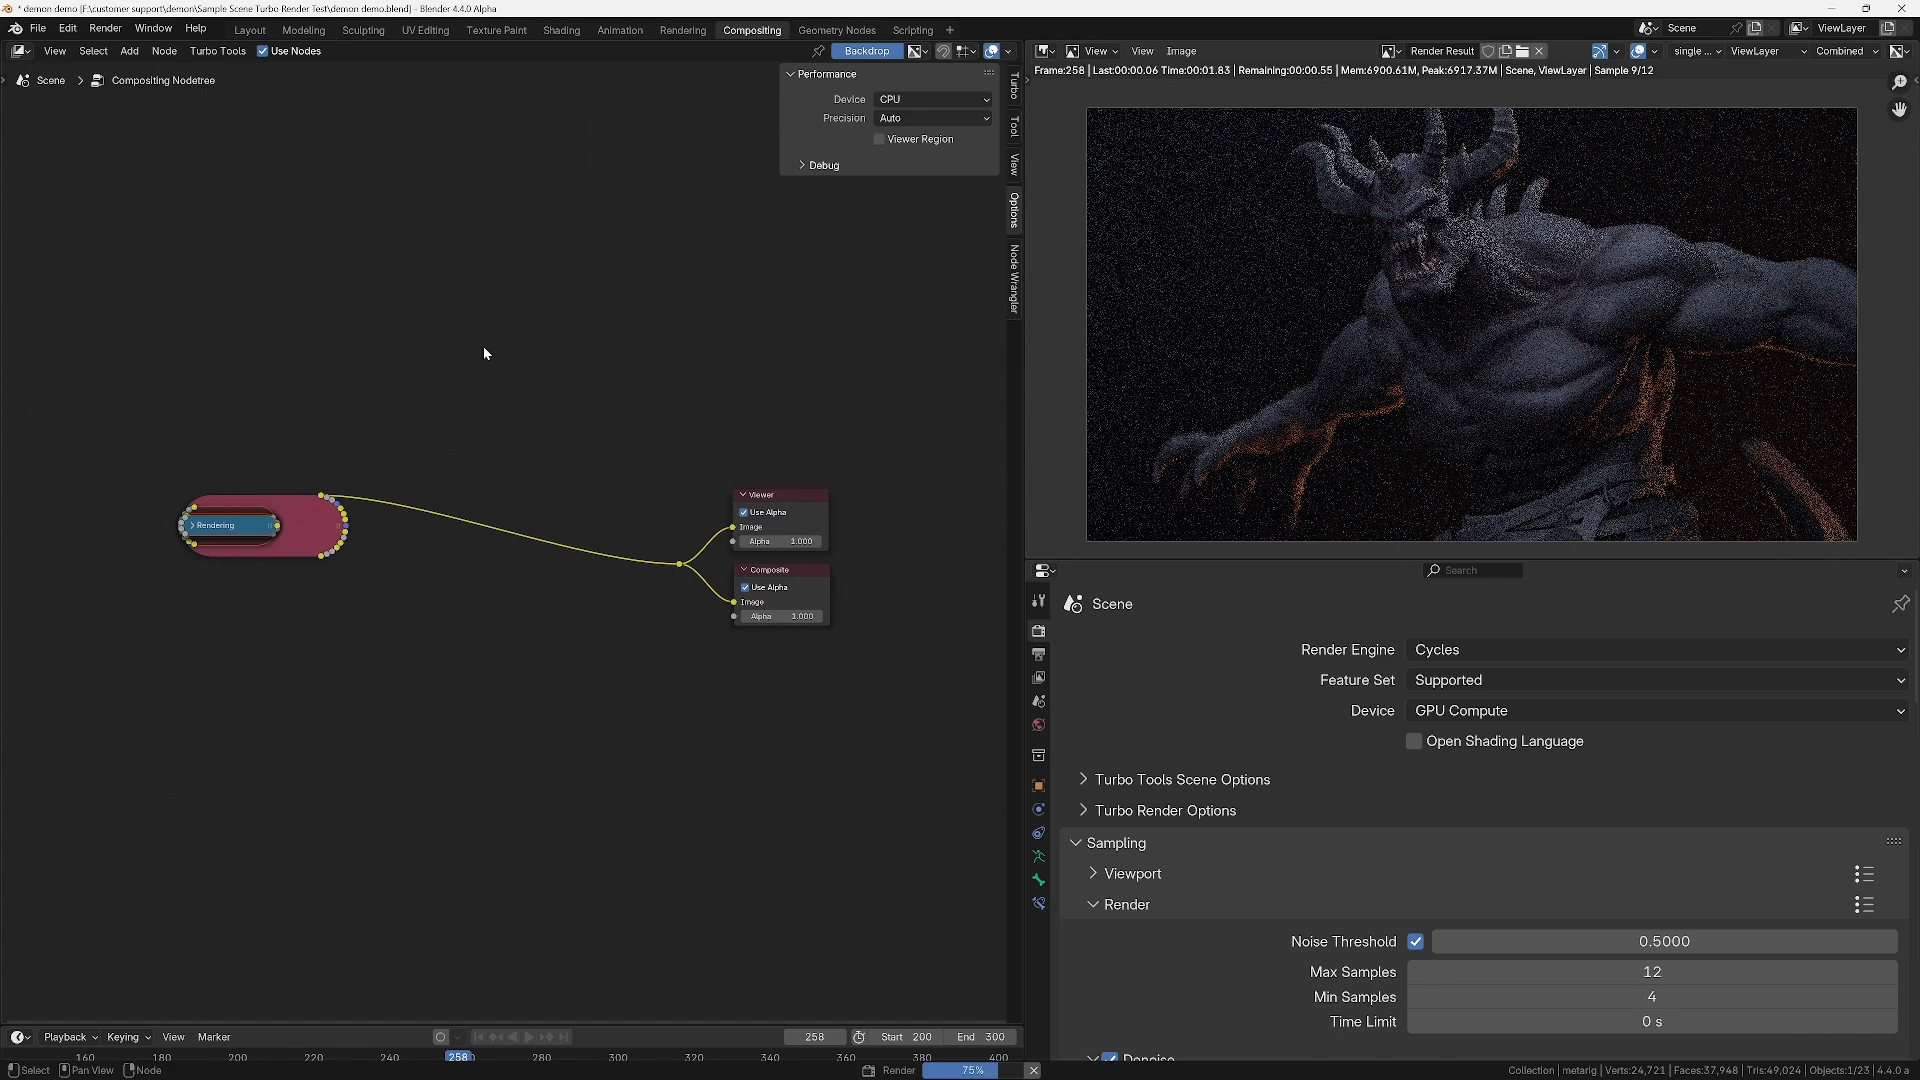 * demon demo [F:\customer support\demon\Sample Scene Turbo Render Test\demon demo.blend] - Blender 4.4.0 Alpha
File Edit Render Window Help Layout Modeling Sculpting UV Editing Texture Paint Shading Animation Rendering Compositing Geometry Nodes Scripting + Scene ViewLayer
View Select Add Node Turbo Tools Use Nodes Backdrop
View View Image Render Result single ... ViewLayer Combined
Frame:258 | Last:00:00.06 Time:00:01.83 | Remaining:00:00.55 | Mem:6900.61M, Peak:6917.37M | Scene, ViewLayer | Sample 9/12
Scene > Compositing Nodetree
Performance
Device CPU
Precision Auto
Viewer Region
Debug
Turbo
Tool
View
Options
Node Wrangler
Rendering
Viewer
Use Alpha
Image
Alpha 1.000
Composite
Use Alpha
Image
Alpha 1.000
Search
Scene
Render Engine Cycles
Feature Set Supported
Device GPU Compute
Open Shading Language
Turbo Tools Scene Options
Turbo Render Options
Sampling
Viewport
Render
Noise Threshold 0.5000
Max Samples 12
Min Samples 4
Time Limit 0 s
Denoise
Playback Keying View Marker 258 Start 200 End 300
160 180 200 220 240 258 280 300 320 340 360 380 400
Select Pan View Node Render 75% Collection | metarig | Verts:24,721 | Faces:37,948 | Tris:49,024 | Objects:1/23 | 4.4.0 a